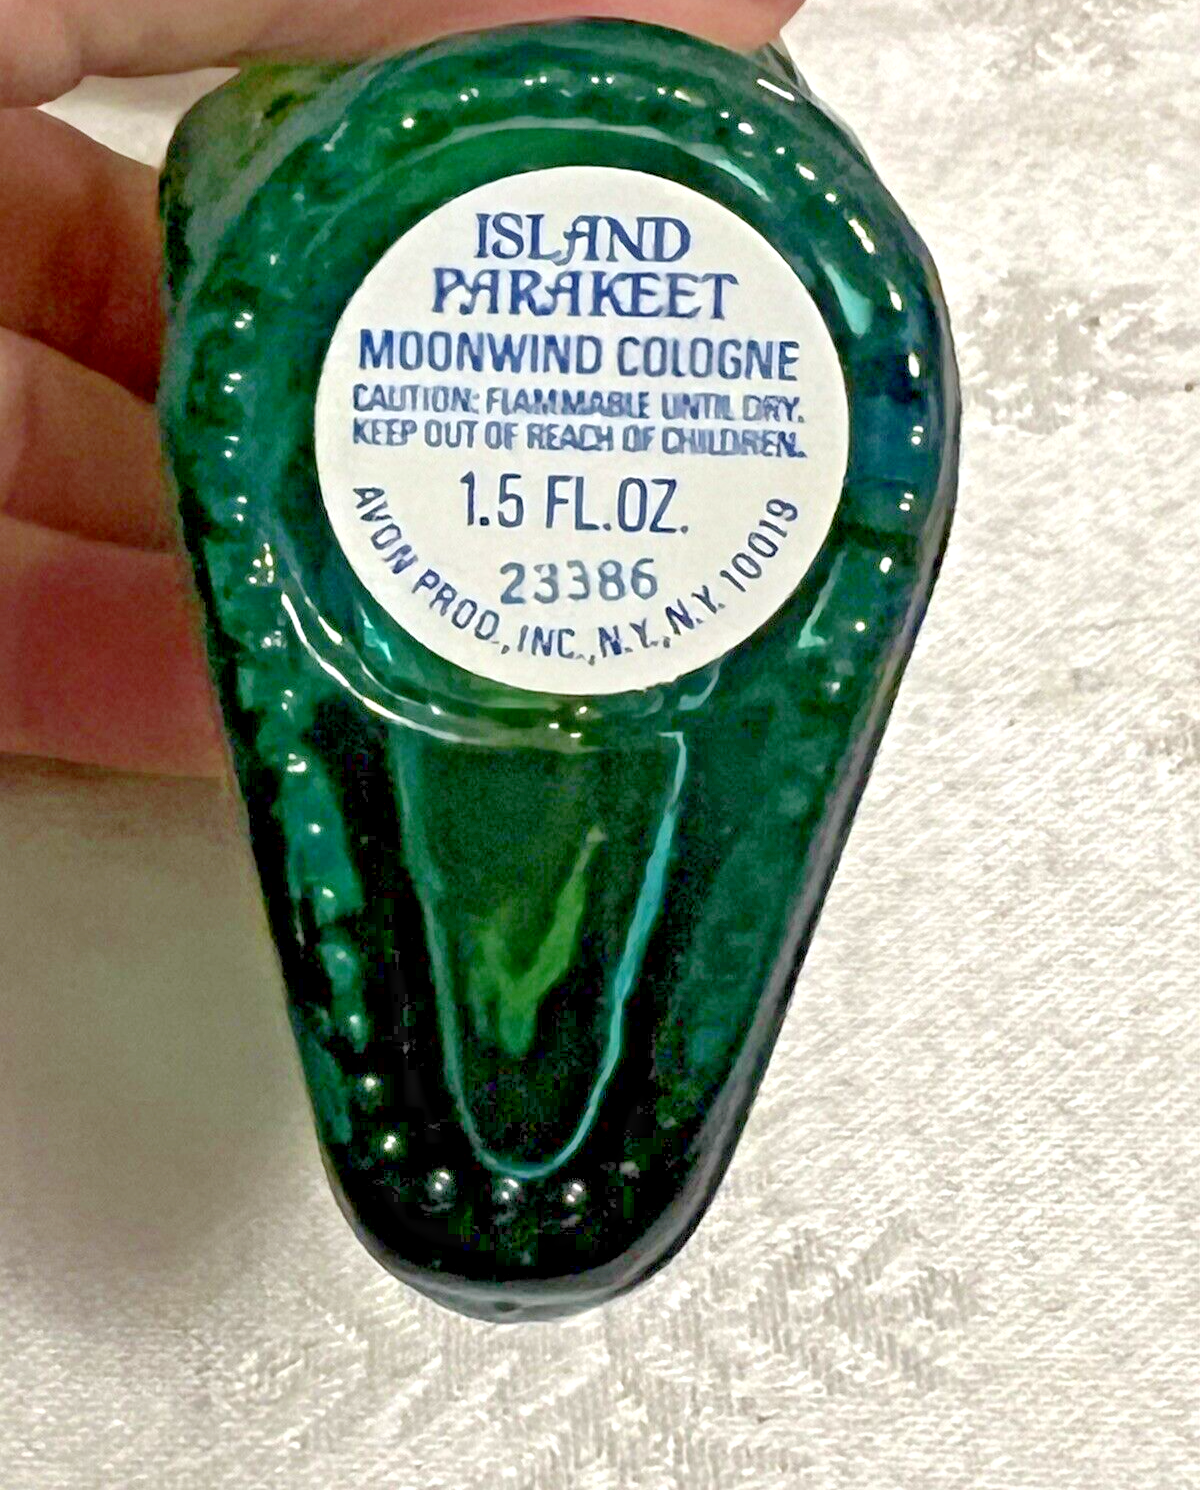 ISLAND
PARAKEET
MOONWIND COLOGNE
CAUTION: FLAMMABLE UNTIL DRY.
KEEP OUT OF REACH OF CHILDREN.
1.5 FL.OZ.
23386
AVON PROD., INC., N.Y., N.Y. 10019